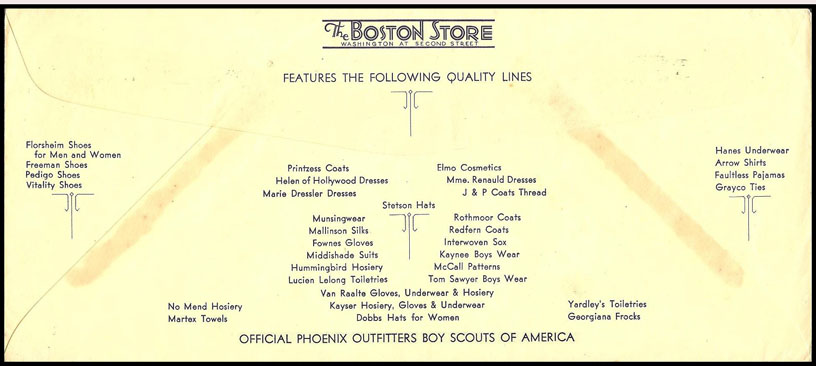 The BOSTON STORE
WASHINGTON AT SECOND STREET
FEATURES THE FOLLOWING QUALITY LINES
Florsheim Shoes
for Men and Women
Freeman Shoes
Pedigo Shoes
Vitality Shoes
Printzess Coats
Helen of Hollywood Dresses
Marie Dressler Dresses
Elmo Cosmetics
Mme. Renauld Dresses
J & P Coats Thread
Hanes Underwear
Arrow Shirts
Faultless Pajamas
Grayco Ties
Stetson Hats
Munsingwear
Mallinson Silks
Fownes Gloves
Middishade Suits
Hummingbird Hosiery
Lucien Lelong Toiletries
Rothmoor Coats
Redfern Coats
Interwoven Sox
Kaynee Boys Wear
McCall Patterns
Tom Sawyer Boys Wear
Van Raalte Gloves, Underwear & Hosiery
Kayser Hosiery, Gloves & Underwear
Dobbs Hats for Women
No Mend Hosiery
Martex Towels
Yardley's Toiletries
Georgiana Frocks
OFFICIAL PHOENIX OUTFITTERS BOY SCOUTS OF AMERICA